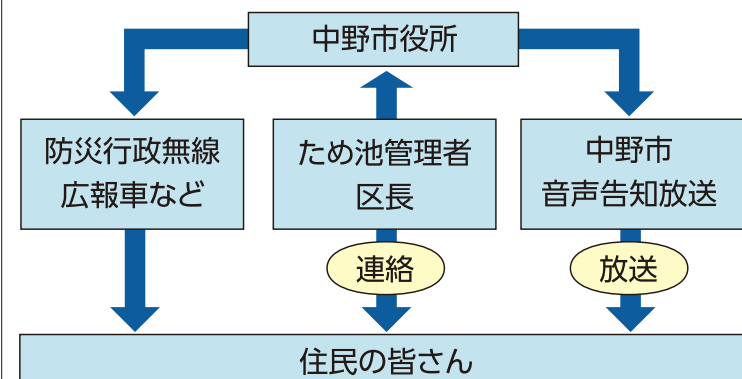 中野市役所
防災行政無線
広報車など
ため池管理者
区長
中野市
音声告知放送
連絡
放送
住民の皆さん